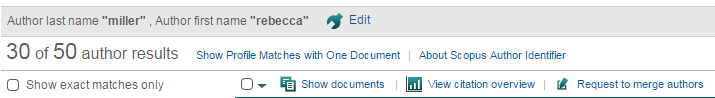 Author last name "miller" , Author first name "rebecca" Edit
30 of 50 author results Show Profile Matches with One Document | About Scopus Author Identifier
Show exact matches only Show documents | View citation overview | Request to merge authors